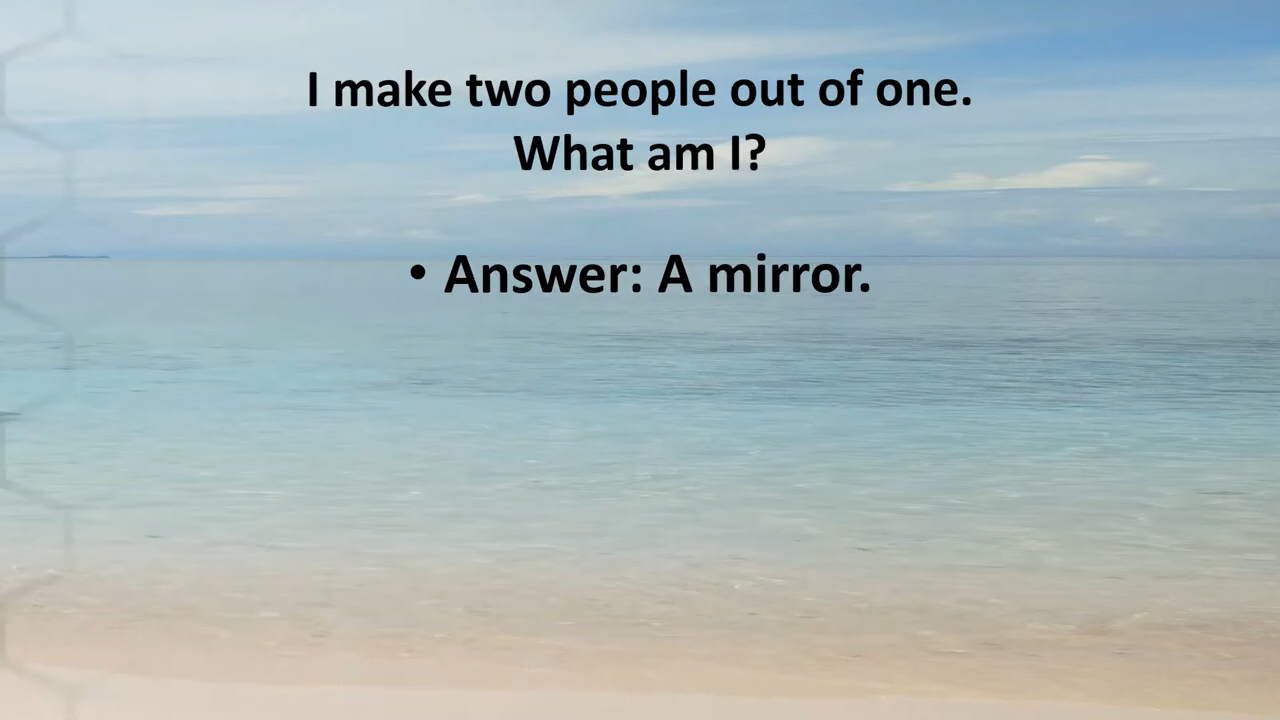 I make two people out of one.
What am I?
• Answer: A mirror.